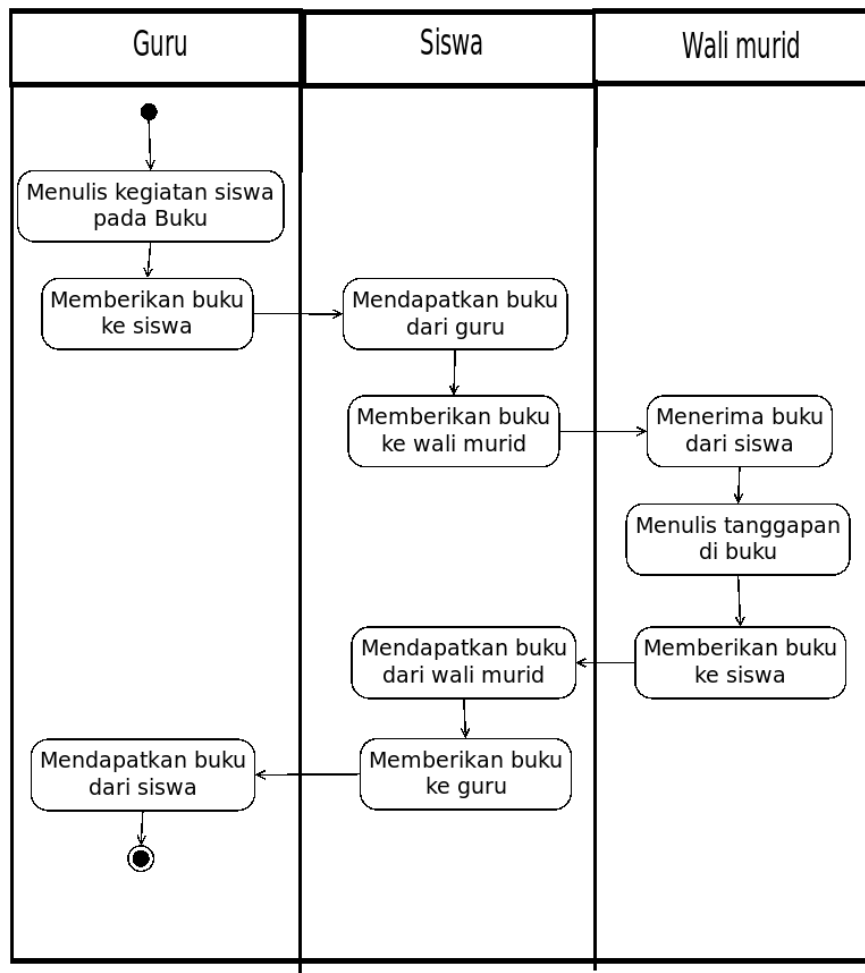 Guru
Siswa
Wali murid
Menulis kegiatan siswa
pada Buku
Memberikan buku
ke siswa
Mendapatkan buku
dari guru
Memberikan buku
ke wali murid
Menerima buku
dari siswa
Menulis tanggapan
di buku
Memberikan buku
ke siswa
Mendapatkan buku
dari wali murid
Memberikan buku
ke guru
Mendapatkan buku
dari siswa